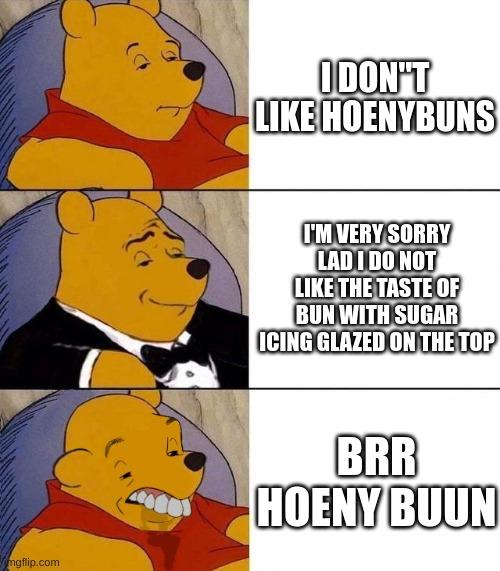 I DON"T
LIKE HOENYBUNS
I'M VERY SORRY
LAD I DO NOT
LIKE THE TASTE OF
BUN WITH SUGAR
ICING GLAZED ON THE TOP
BRR
HOENY BUUN
imgflip.com